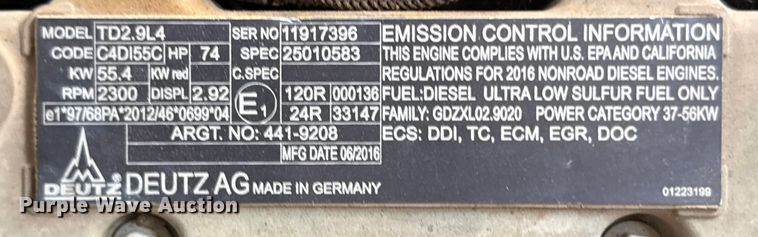 MODEL TD2.9L4 SER NO 11917396
CODE C4DI55C HP 74 SPEC 25010583
KW 55.4 KW red C.SPEC
RPM 2300 DISPL 2.92 E1 120R 000136
e1*97/68PA*2012/46*0699*04 24R 33147
ARGT. NO.: 441-9208
MFG DATE 06/2016
DEUTZ® DEUTZ AG MADE IN GERMANY
EMISSION CONTROL INFORMATION
THIS ENGINE COMPLIES WITH U.S. EPA AND CALIFORNIA
REGULATIONS FOR 2016 NONROAD DIESEL ENGINES.
FUEL:DIESEL ULTRA LOW SULFUR FUEL ONLY
FAMILY: GDZXL02.9020 POWER CATEGORY 37-56KW
ECS: DDI, TC, ECM, EGR, DOC
01223199
Purple Wave Auction